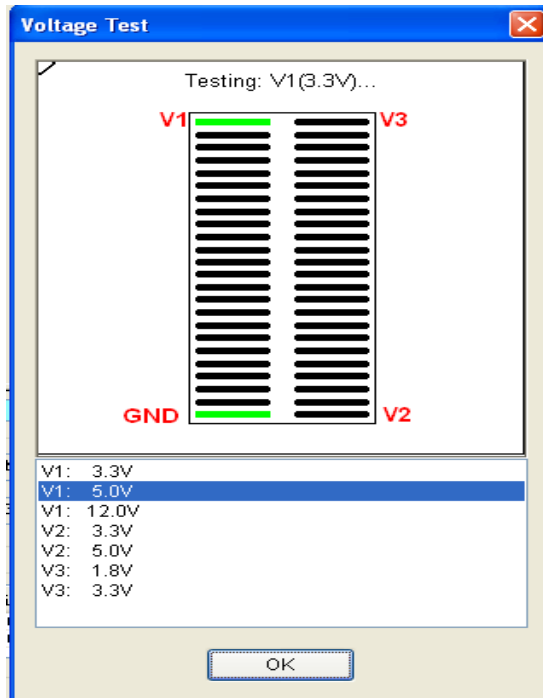 Voltage Test
Testing: V1(3.3V)...
V1 V3
GND V2
V1: 3.3V
V1: 5.0V
V1: 12.0V
V2: 3.3V
V2: 5.0V
V3: 1.8V
V3: 3.3V
OK